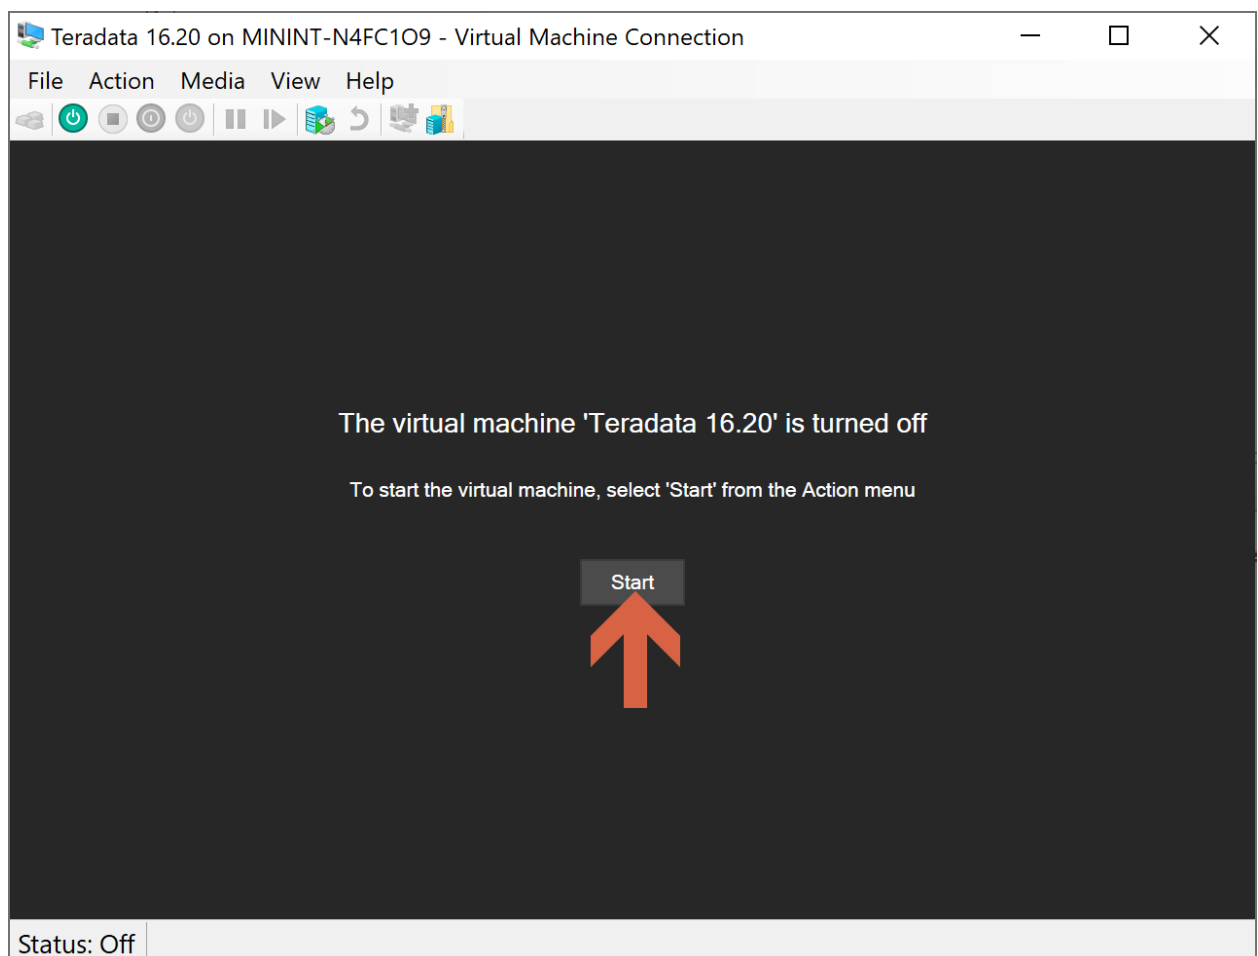 Teradata 16.20 on MININT-N4FC1O9 - Virtual Machine Connection
File Action Media View Help
The virtual machine 'Teradata 16.20' is turned off
To start the virtual machine, select 'Start' from the Action menu
Start
Status: Off